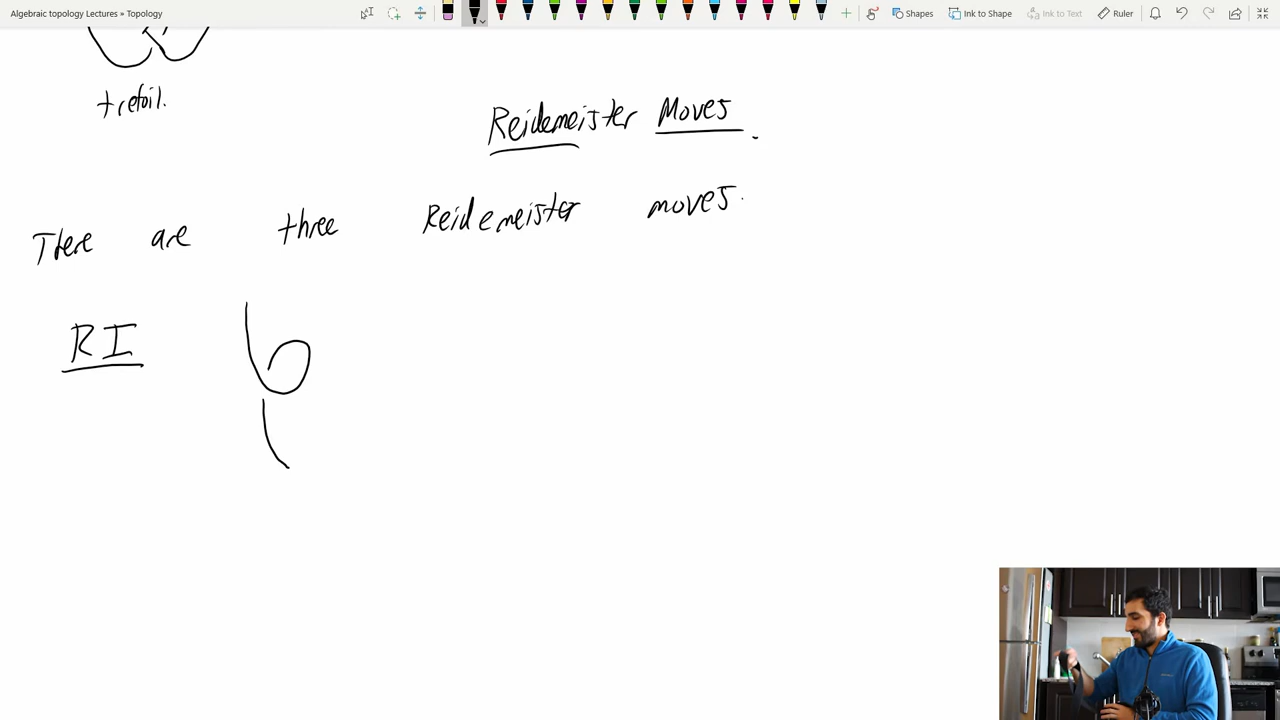 Algebraic topology Lectures » Topology
Shapes
Ink to Shape
Ink to Text
Ruler
trefoil.
Reidemeister Moves.
There are three Reidemeister moves.
RI